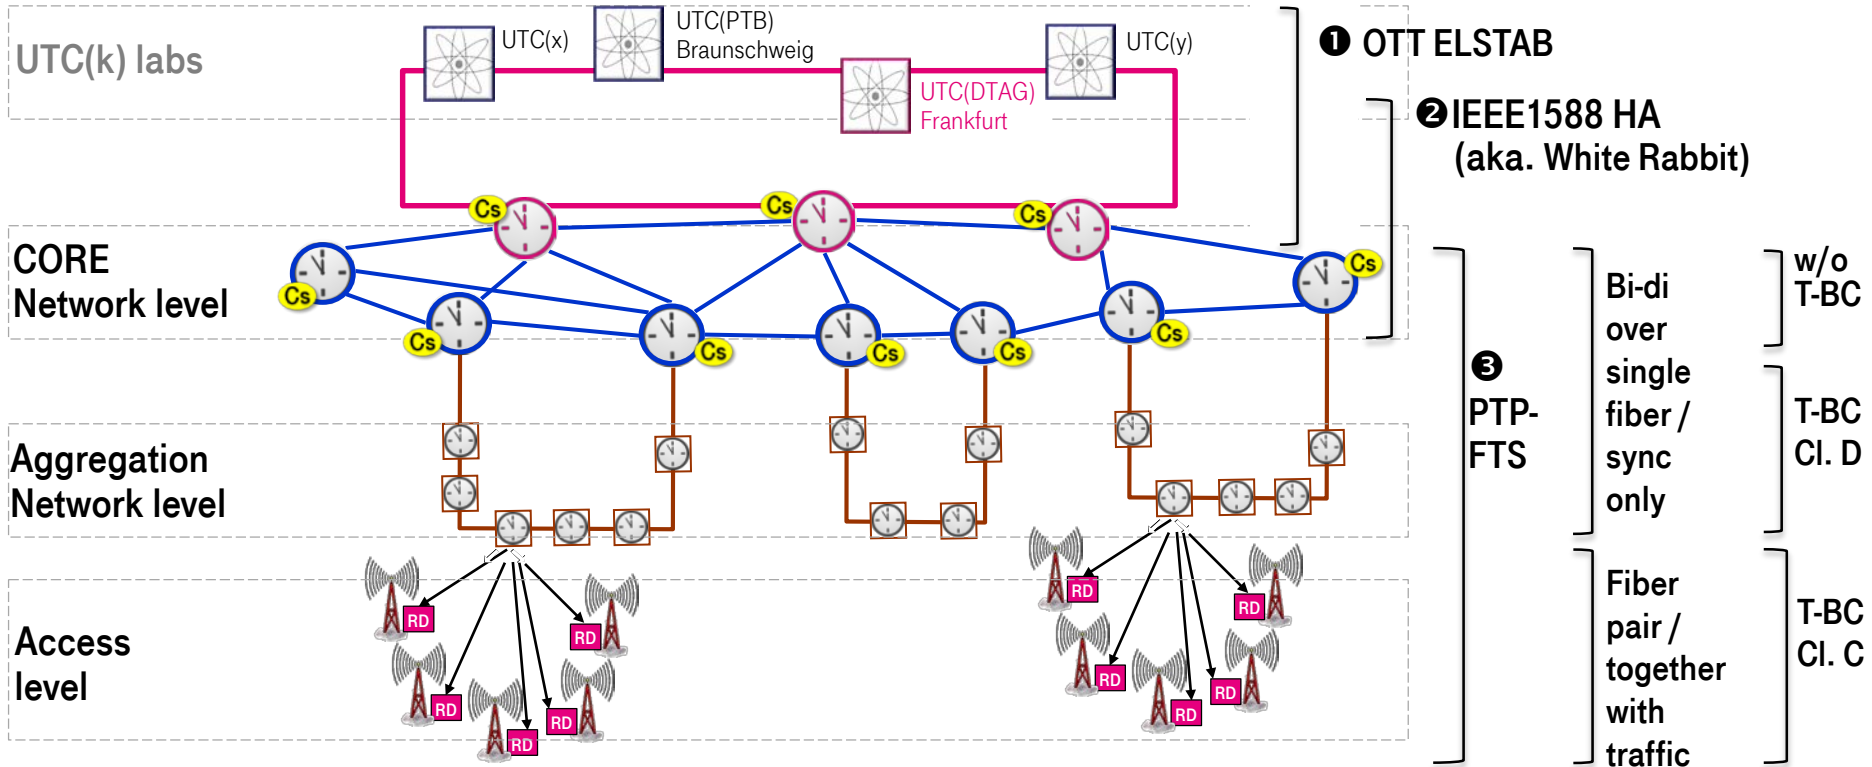 UTC(k) labs
UTC(x)
UTC(PTB)
Braunschweig
UTC(DTAG)
Frankfurt
UTC(y)
❶ OTT ELSTAB
❷IEEE1588 HA
(aka. White Rabbit)
CORE
Network level
Cs
Cs
Cs
Cs
Cs
Cs
Cs
Cs
Cs
Cs
Aggregation
Network level
Access
level
RD
RD
RD
RD
RD
RD
RD
RD
RD
RD
RD
RD
❸
PTP-
FTS
Bi-di
over
single
fiber /
sync
only
Fiber
pair /
together
with
traffic
w/o
T-BC
T-BC
Cl. D
T-BC
Cl. C